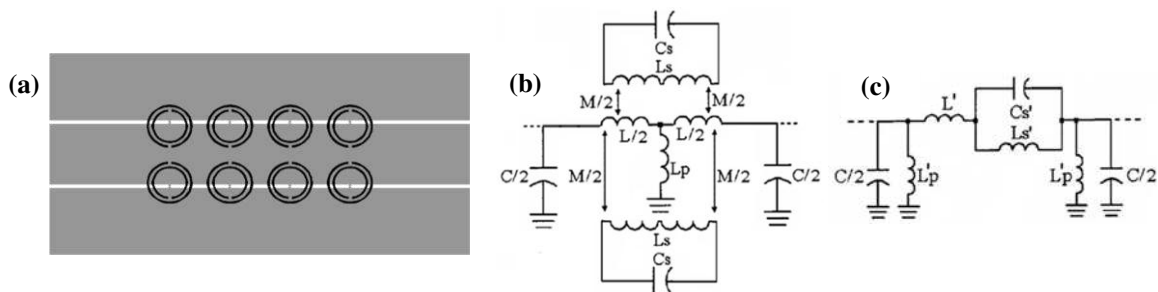 (a)
(b)
Cs
Ls
M/2
M/2
L/2
L/2
C/2
M/2
Lp
M/2
C/2
Ls
Cs
(c)
L'
Cs'
Ls'
C/2
L'p
L'p
C/2